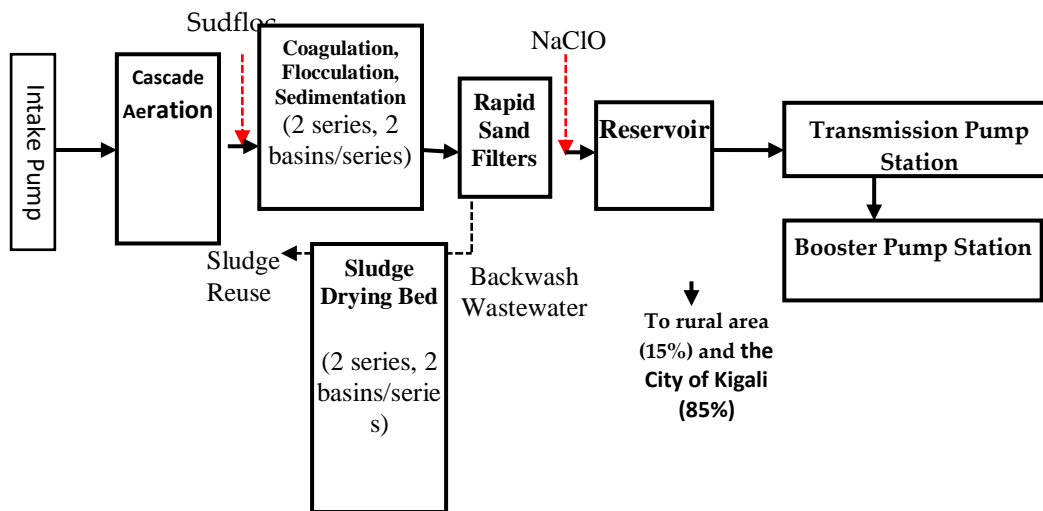 Sudfloc
NaClO
Intake Pump
Cascade
Aeration
Coagulation,
Flocculation,
Sedimentation
(2 series, 2
basins/series)
Rapid
Sand
Filters
Reservoir
Transmission Pump
Station
Booster Pump Station
Sludge
Reuse
Sludge
Drying Bed
(2 series, 2
basins/serie
s)
Backwash
Wastewater
To rural area
(15%) and the
City of Kigali
(85%)